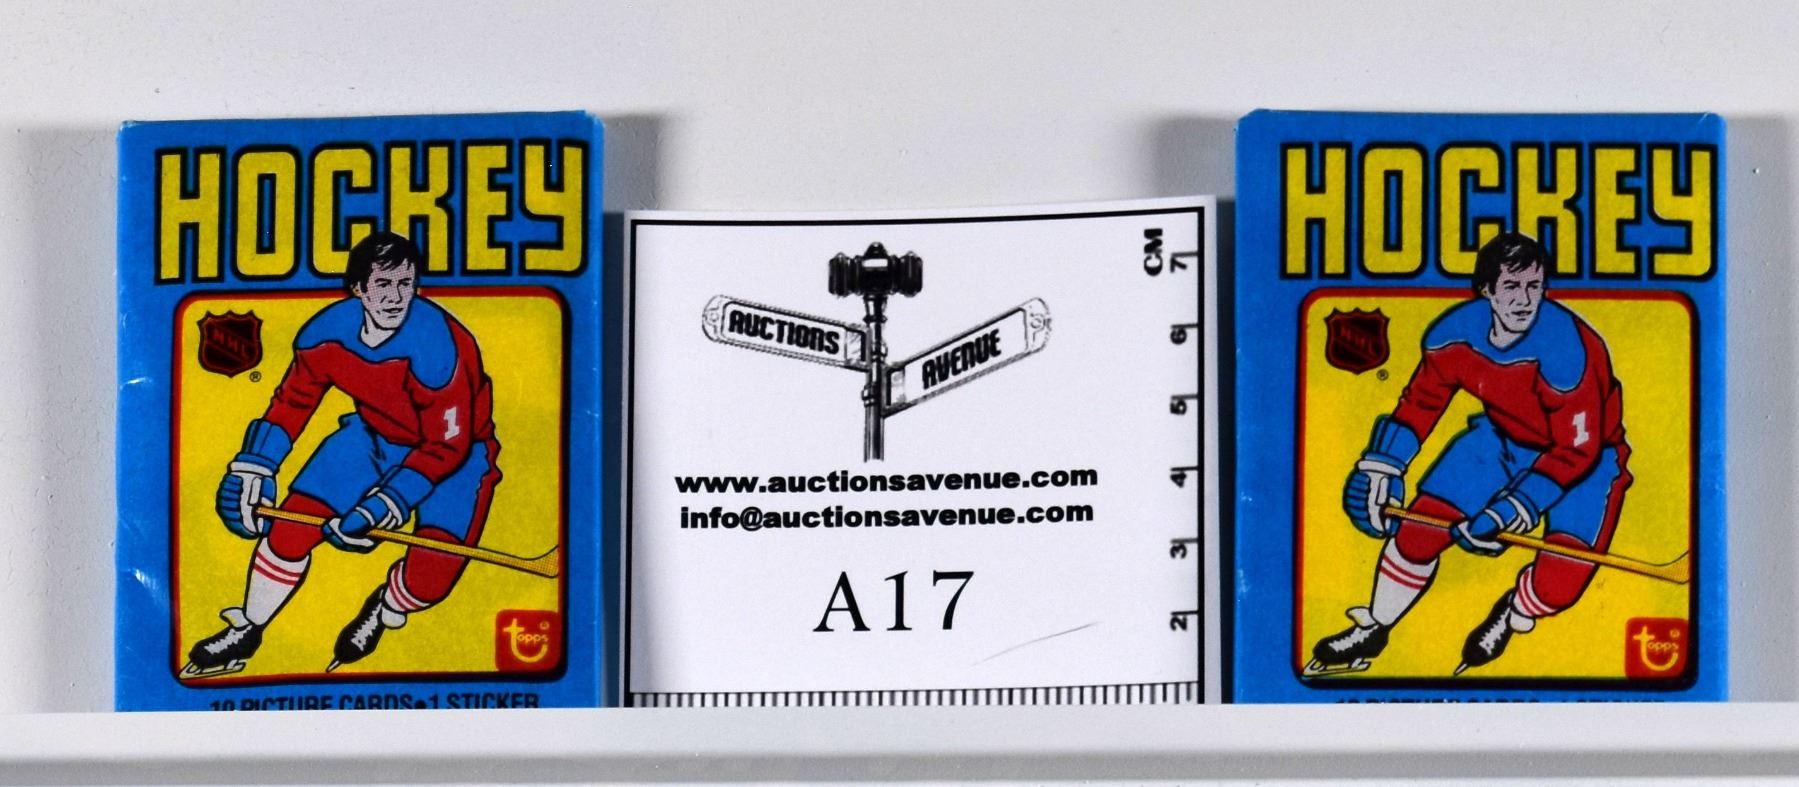 HOCKEY
NHL
®
1
topps®
10 PICTURE CARDS • 1 STICKER
AUCTIONS
AVENUE
www.auctionsavenue.com
info@auctionsavenue.com
A17
CM
7
6
5
4
3
2
HOCKEY
NHL
®
1
topps®